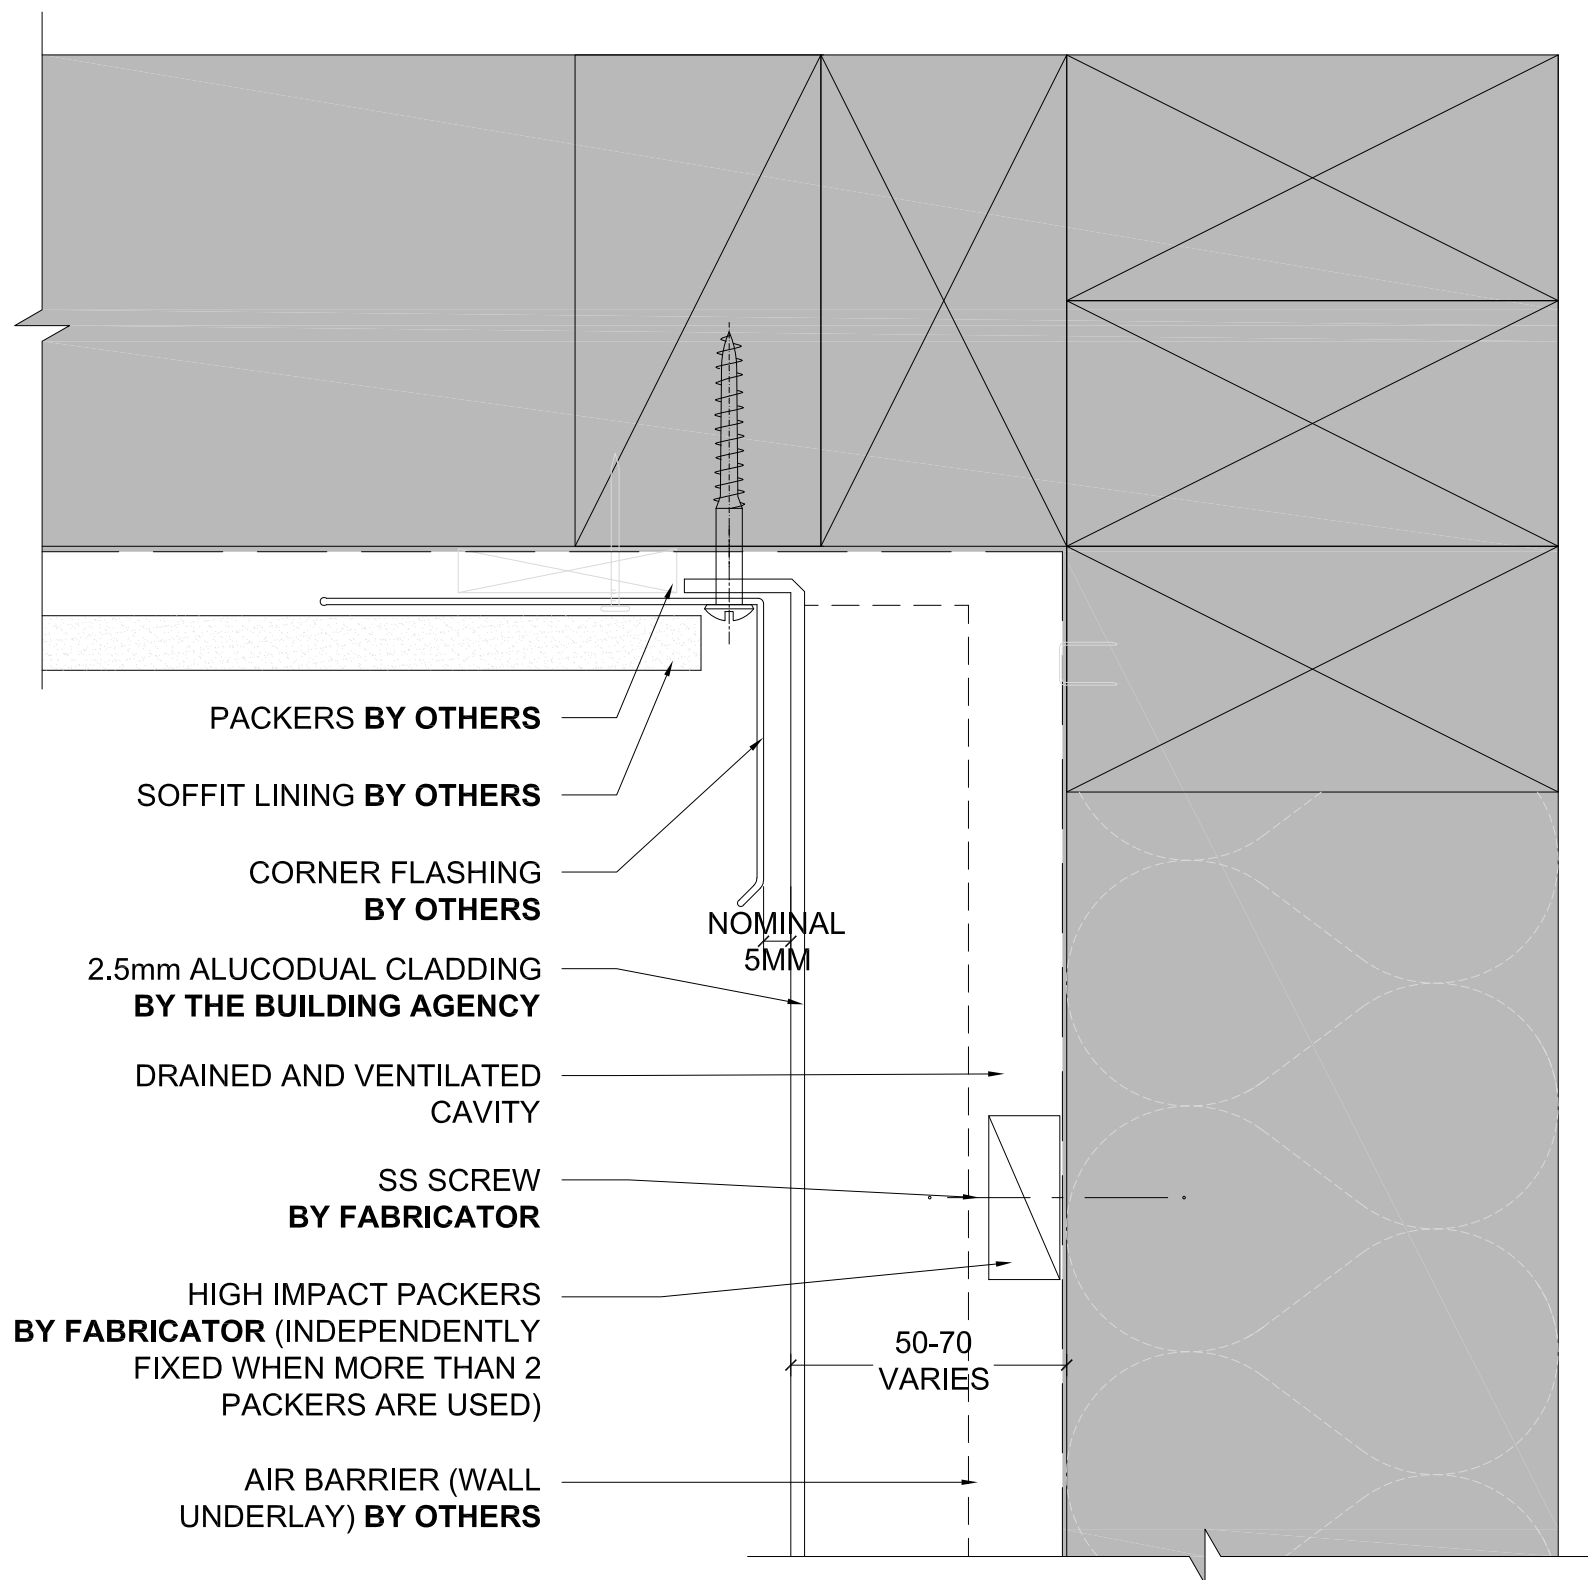 PACKERS BY OTHERS
SOFFIT LINING BY OTHERS
CORNER FLASHING
BY OTHERS
NOMINAL
5MM
2.5mm ALUCODUAL CLADDING
BY THE BUILDING AGENCY
DRAINED AND VENTILATED
CAVITY
SS SCREW
BY FABRICATOR
HIGH IMPACT PACKERS
BY FABRICATOR (INDEPENDENTLY
FIXED WHEN MORE THAN 2
PACKERS ARE USED)
50-70
VARIES
AIR BARRIER (WALL
UNDERLAY) BY OTHERS